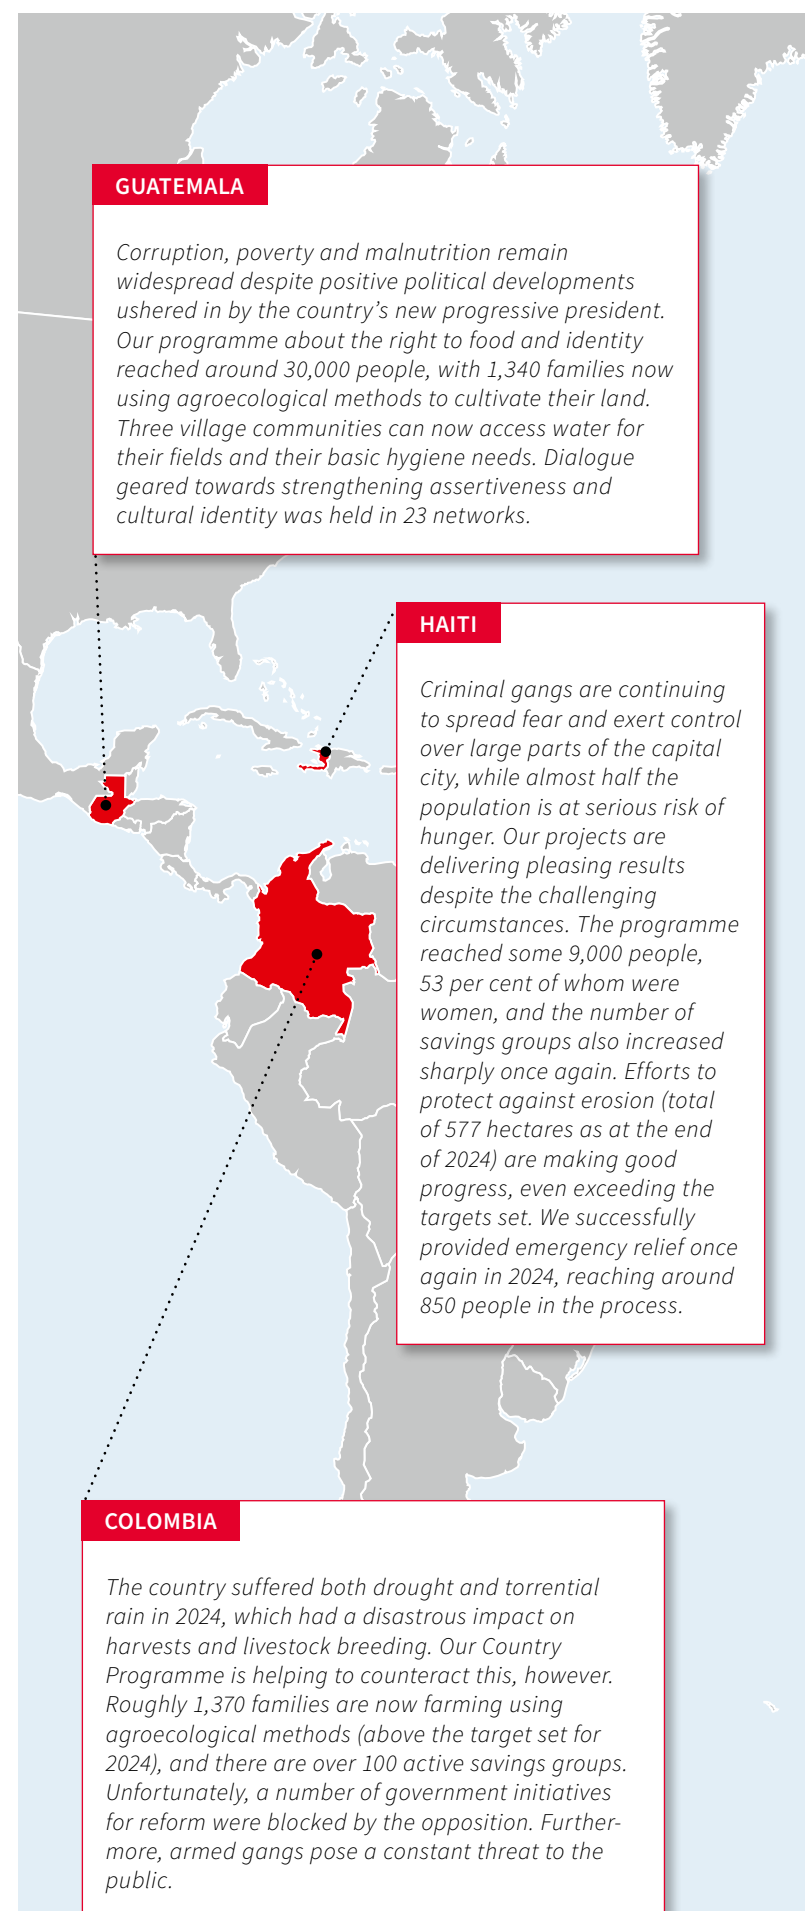 GUATEMALA
Corruption, poverty and malnutrition remain
widespread despite positive political developments
ushered in by the country’s new progressive president.
Our programme about the right to food and identity
reached around 30,000 people, with 1,340 families now
using agroecological methods to cultivate their land.
Three village communities can now access water for
their fields and their basic hygiene needs. Dialogue
geared towards strengthening assertiveness and
cultural identity was held in 23 networks.
HAITI
Criminal gangs are continuing
to spread fear and exert control
over large parts of the capital
city, while almost half the
population is at serious risk of
hunger. Our projects are
delivering pleasing results
despite the challenging
circumstances. The programme
reached some 9,000 people,
53 per cent of whom were
women, and the number of
savings groups also increased
sharply once again. Efforts to
protect against erosion (total
of 577 hectares as at the end
of 2024) are making good
progress, even exceeding the
targets set. We successfully
provided emergency relief once
again in 2024, reaching around
850 people in the process.
COLOMBIA
The country suffered both drought and torrential
rain in 2024, which had a disastrous impact on
harvests and livestock breeding. Our Country
Programme is helping to counteract this, however.
Roughly 1,370 families are now farming using
agroecological methods (above the target set for
2024), and there are over 100 active savings groups.
Unfortunately, a number of government initiatives
for reform were blocked by the opposition. Further-
more, armed gangs pose a constant threat to the
public.